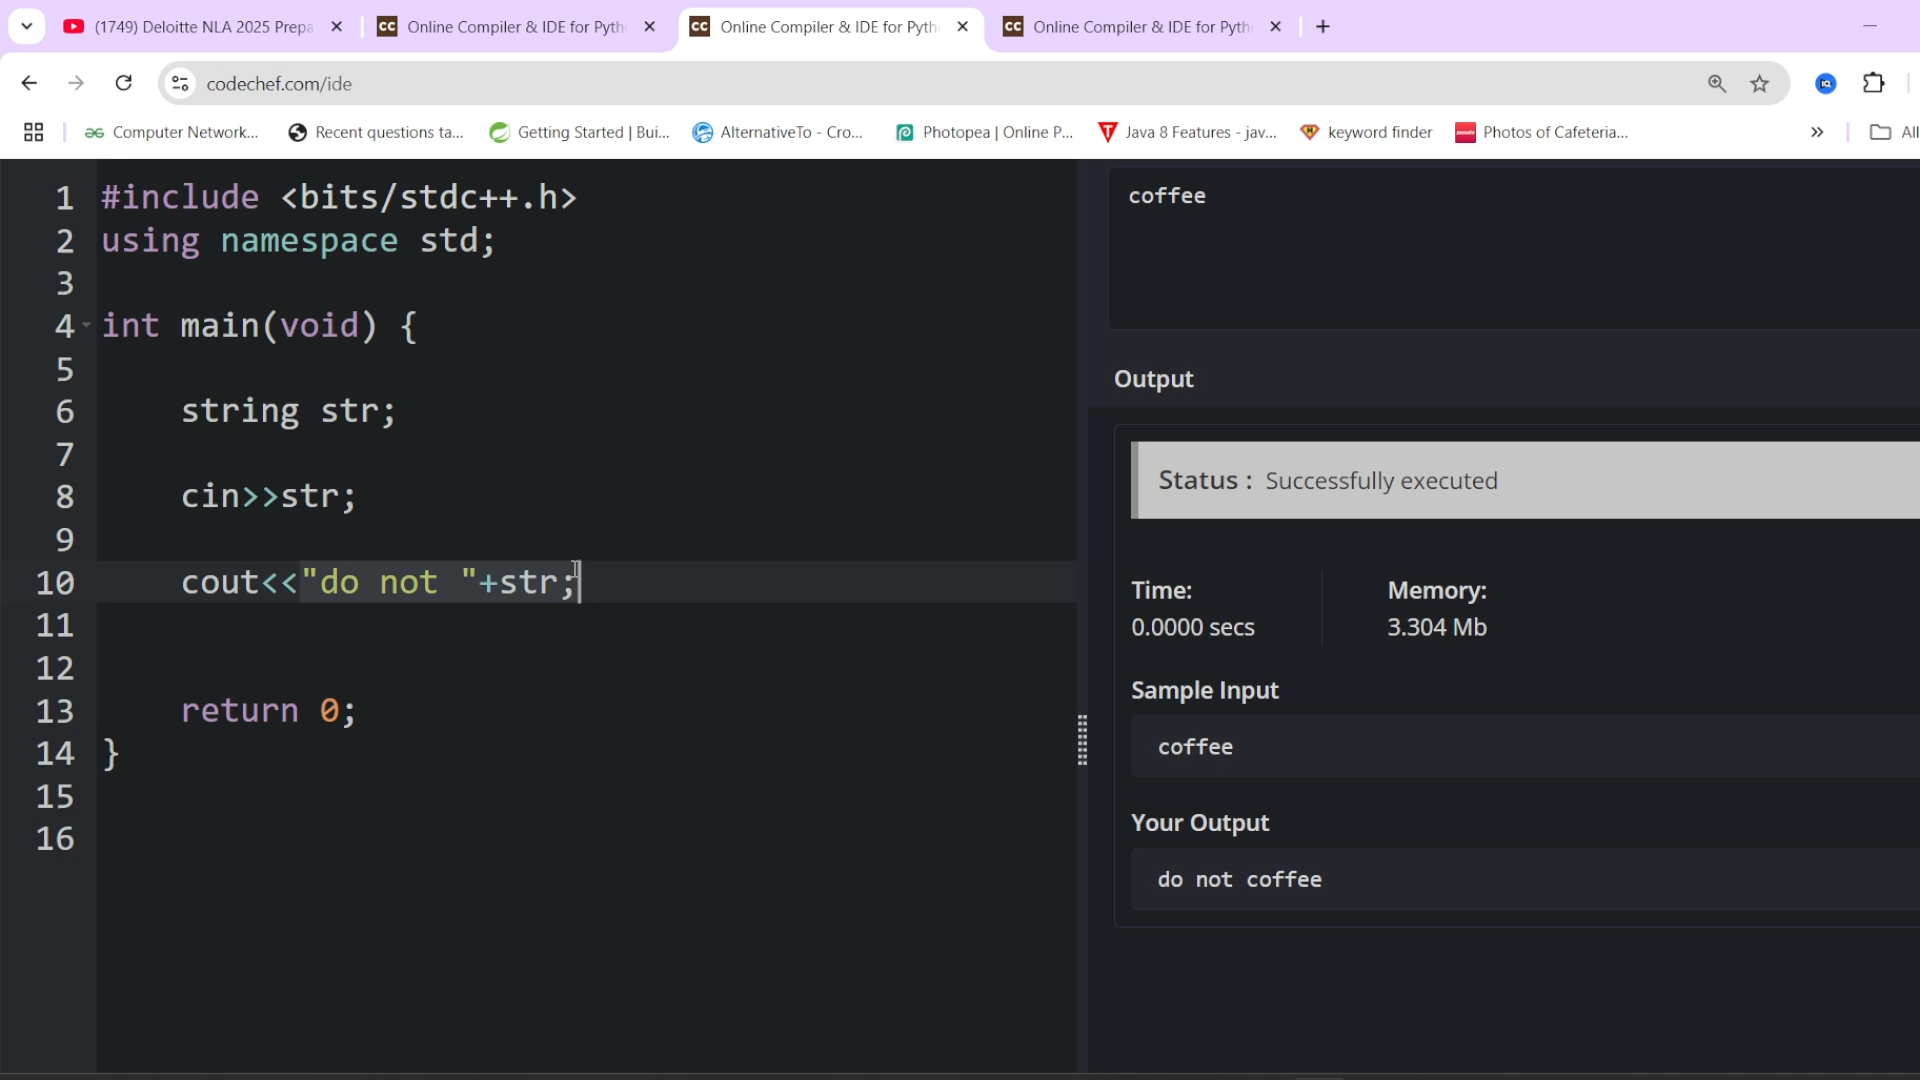 (1749) Deloitte NLA 2025 Prepa
Online Compiler & IDE for Pyth
Online Compiler & IDE for Pyth
Online Compiler & IDE for Pyth
codechef.com/ide
Computer Network...
Recent questions ta...
Getting Started | Bui...
AlternativeTo - Cro...
Photopea | Online P...
Java 8 Features - jav...
keyword finder
Photos of Cafeteria...
All
1 #include <bits/stdc++.h>
2 using namespace std;
3
4 int main(void) {
5
6 string str;
7
8 cin>>str;
9
10 cout<<"do not "+str;
11
12
13 return 0;
14 }
15
16
coffee
Output
Status : Successfully executed
Time:
0.0000 secs
Memory:
3.304 Mb
Sample Input
coffee
Your Output
do not coffee